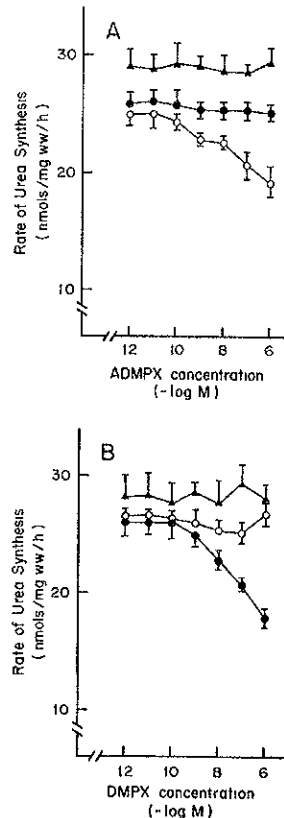 A
30
20
10
Rate of Urea Synthesis
(nmols/mg ww/h)
12 10 8 6
ADMPX concentration
(-log M)
B
30
20
10
Rate of Urea Synthesis
(nmols/mg ww/h)
12 10 8 6
DMPX concentration
(-log M)